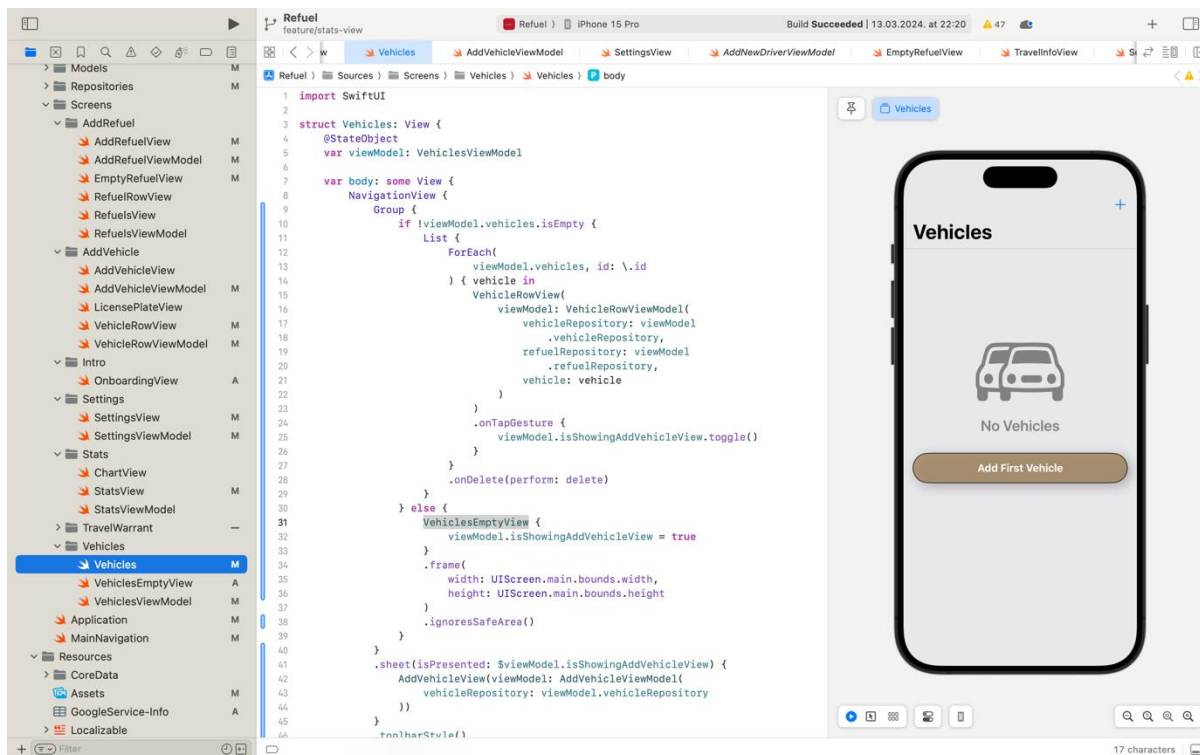 Refuel
feature/stats-view
Refuel ⟩ iPhone 15 Pro
Build Succeeded | 13.03.2024. at 22:20
47
Vehicles
AddVehicleViewModel
SettingsView
AddNewDriverViewModel
EmptyRefuelView
TravelInfoView
Refuel ⟩ Sources ⟩ Screens ⟩ Vehicles ⟩ Vehicles ⟩ P body
Models M
Repositories M
Screens
AddRefuel
AddRefuelView M
AddRefuelViewModel M
EmptyRefuelView M
RefuelRowView
RefuelsView
RefuelsViewModel
AddVehicle
AddVehicleView
AddVehicleViewModel M
LicensePlateView
VehicleRowView M
VehicleRowViewModel M
Intro
OnboardingView A
Settings
SettingsView M
SettingsViewModel M
Stats
ChartView
StatsView M
StatsViewModel
TravelWarrant
Vehicles
Vehicles M
VehiclesEmptyView A
VehiclesViewModel M
Application M
MainNavigation M
Resources
CoreData
Assets M
GoogleService-Info A
Localizable
Filter
1 import SwiftUI
2
3 struct Vehicles: View {
4 @StateObject
5 var viewModel: VehiclesViewModel
6
7 var body: some View {
8 NavigationView {
9 Group {
10 if !viewModel.vehicles.isEmpty {
11 List {
12 ForEach(
13 viewModel.vehicles, id: \.id
14 ) { vehicle in
15 VehicleRowView(
16 viewModel: VehicleRowViewModel(
17 vehicleRepository: viewModel
18 .vehicleRepository,
19 refuelRepository: viewModel
20 .refuelRepository,
21 vehicle: vehicle
22 )
23 )
24 .onTapGesture {
25 viewModel.isShowingAddVehicleView.toggle()
26 }
27 }
28 .onDelete(perform: delete)
29 }
30 } else {
31 VehiclesEmptyView {
32 viewModel.isShowingAddVehicleView = true
33 }
34 .frame(
35 width: UIScreen.main.bounds.width,
36 height: UIScreen.main.bounds.height
37 )
38 .ignoresSafeArea()
39 }
40 }
41 .sheet(isPresented: $viewModel.isShowingAddVehicleView) {
42 AddVehicleView(viewModel: AddVehicleViewModel(
43 vehicleRepository: viewModel.vehicleRepository
44 ))
45 }
46 .toolbarStyle()
Vehicles
Vehicles
No Vehicles
Add First Vehicle
17 characters